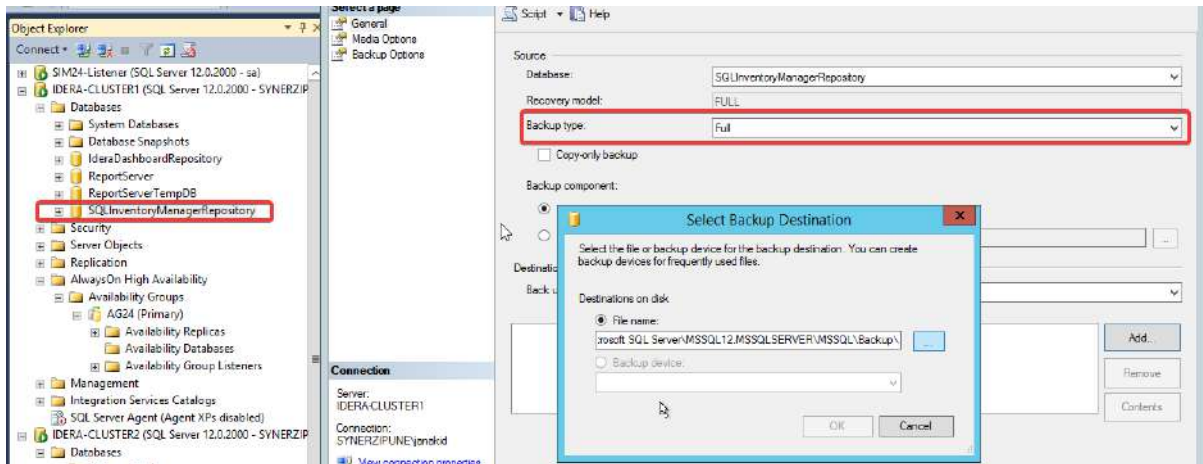 Object Explorer
Connect
SIM24-Listener (SQL Server 12.0.2000 - sa)
IDERA-CLUSTER1 (SQL Server 12.0.2000 - SYNERZIP
Databases
System Databases
Database Snapshots
IderaDashboardRepository
ReportServer
ReportServerTempDB
SQLInventoryManagerRepository
Security
Server Objects
Replication
AlwaysOn High Availability
Availability Groups
AG24 (Primary)
Availability Replicas
Availability Databases
Availability Group Listeners
Management
Integration Services Catalogs
SQL Server Agent (Agent XPs disabled)
IDERA-CLUSTER2 (SQL Server 12.0.2000 - SYNERZIP
Databases
Select a page
General
Media Options
Backup Options
Connection
Server:
IDERA-CLUSTER1
Connection:
SYNERZIPUNE\janakid
View connection properties
Script Help
Source
Database: SQLInventoryManagerRepository
Recovery model: FULL
Backup type: Full
Copy-only backup
Backup component:
Destinatio
Back u
Add...
Remove
Contents
Select Backup Destination
Select the file or backup device for the backup destination. You can create
backup devices for frequently used files.
Destinations on disk
File name:
:rosoft SQL Server\MSSQL12.MSSQLSERVER\MSSQL\Backup\ ...
Backup device:
OK Cancel